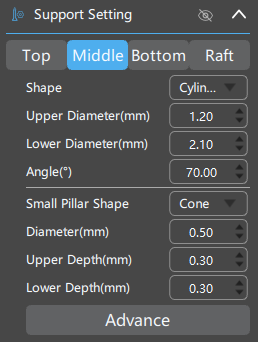 Support Setting
Top Middle Bottom Raft
Shape Cylin...
Upper Diameter(mm) 1.20
Lower Diameter(mm) 2.10
Angle(°) 70.00
Small Pillar Shape Cone
Diameter(mm) 0.50
Upper Depth(mm) 0.30
Lower Depth(mm) 0.30
Advance